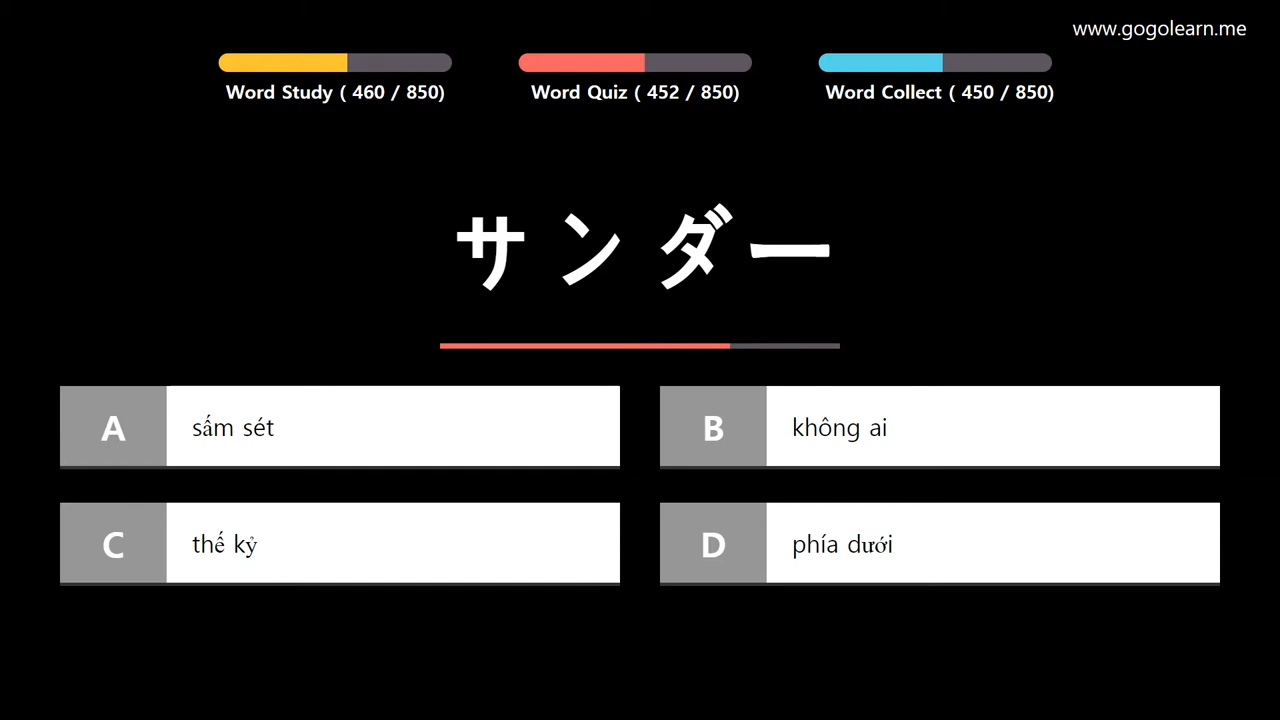 www.gogolearn.me
Word Study ( 460 / 850)
Word Quiz ( 452 / 850)
Word Collect ( 450 / 850)
サンダー
A sấm sét
B không ai
C thế kỷ
D phía dưới